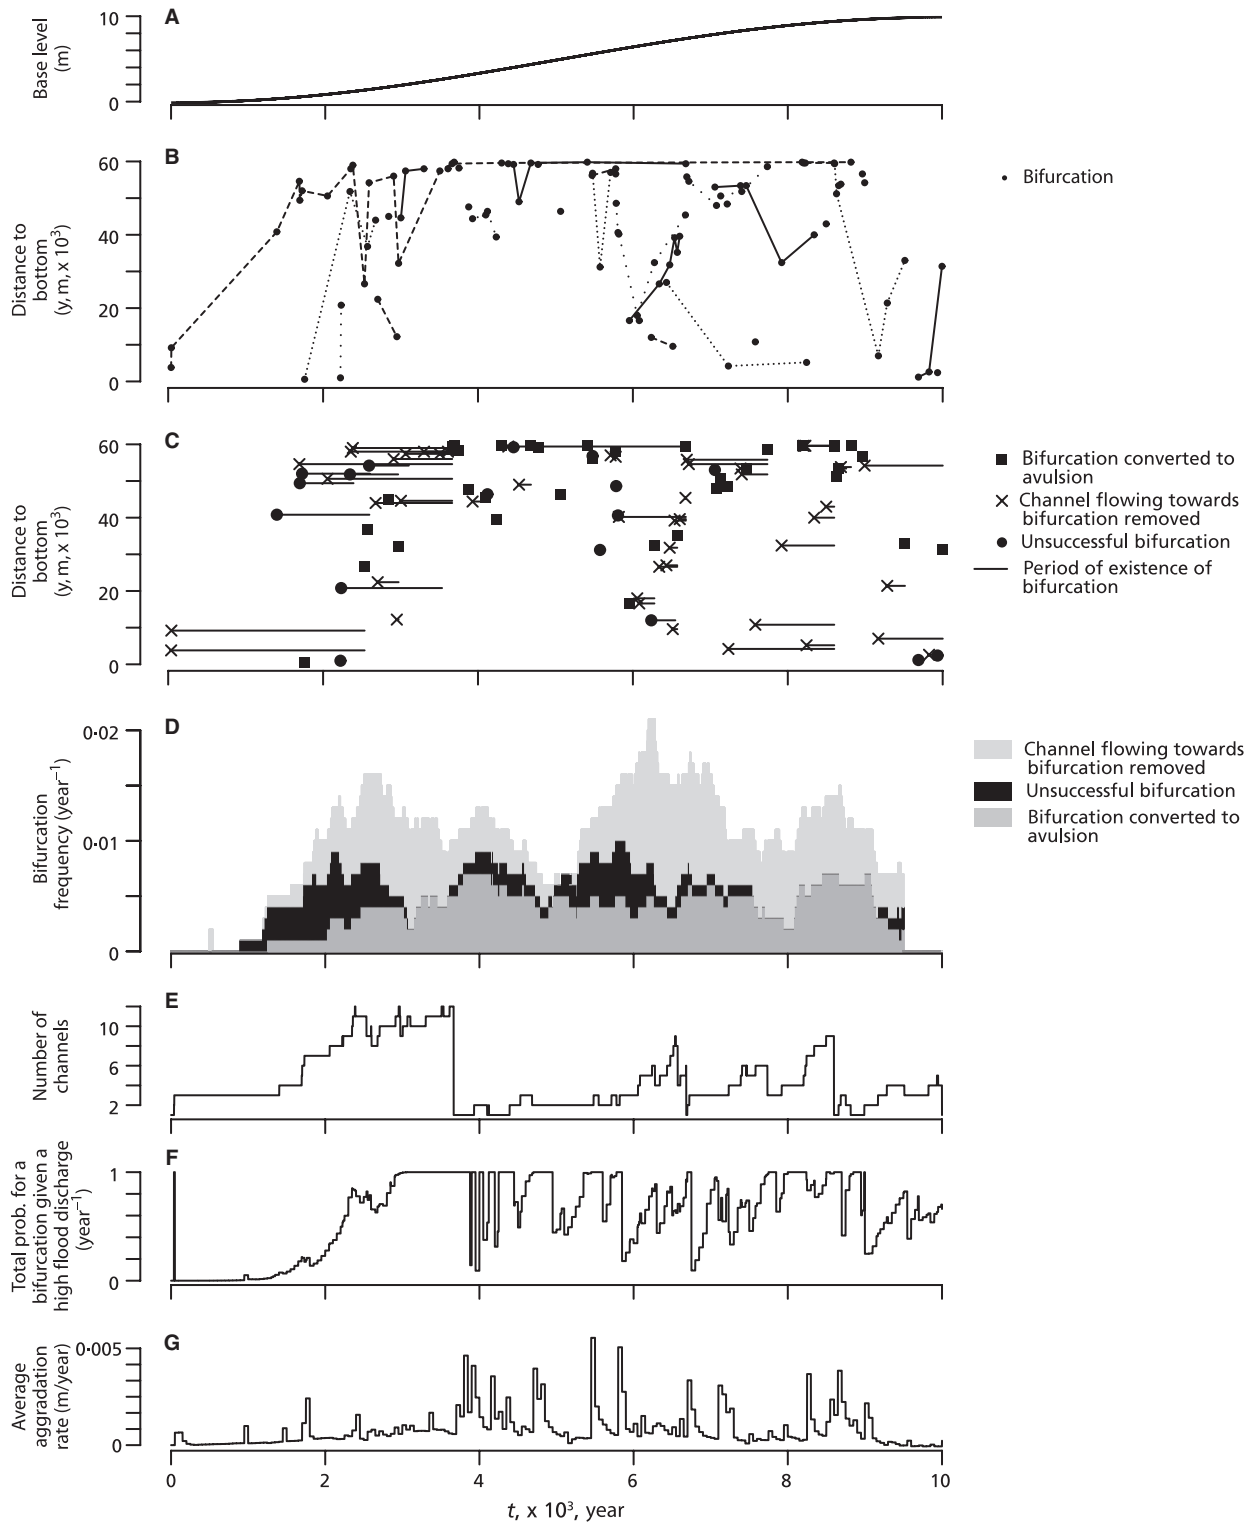 A
10
0
Base level
(m)
B
60
40
20
0
Distance to
bottom
(y, m, x 10³)
Bifurcation
C
60
40
20
0
Distance to
bottom
(y, m, x 10³)
Bifurcation converted to
avulsion
Channel flowing towards
bifurcation removed
Unsuccessful bifurcation
Period of existence of
bifurcation
D
0·02
0·01
0
Bifurcation
frequency (year⁻¹)
Channel flowing towards
bifurcation removed
Unsuccessful bifurcation
Bifurcation converted to
avulsion
E
10
6
2
Number of
channels
F
1
0
Total prob. for a
bifurcation given a
high flood discharge
(year⁻¹)
G
0·005
0
Average
aggradation
rate (m/year)
0 2 4 6 8 10
t, x 10³, year